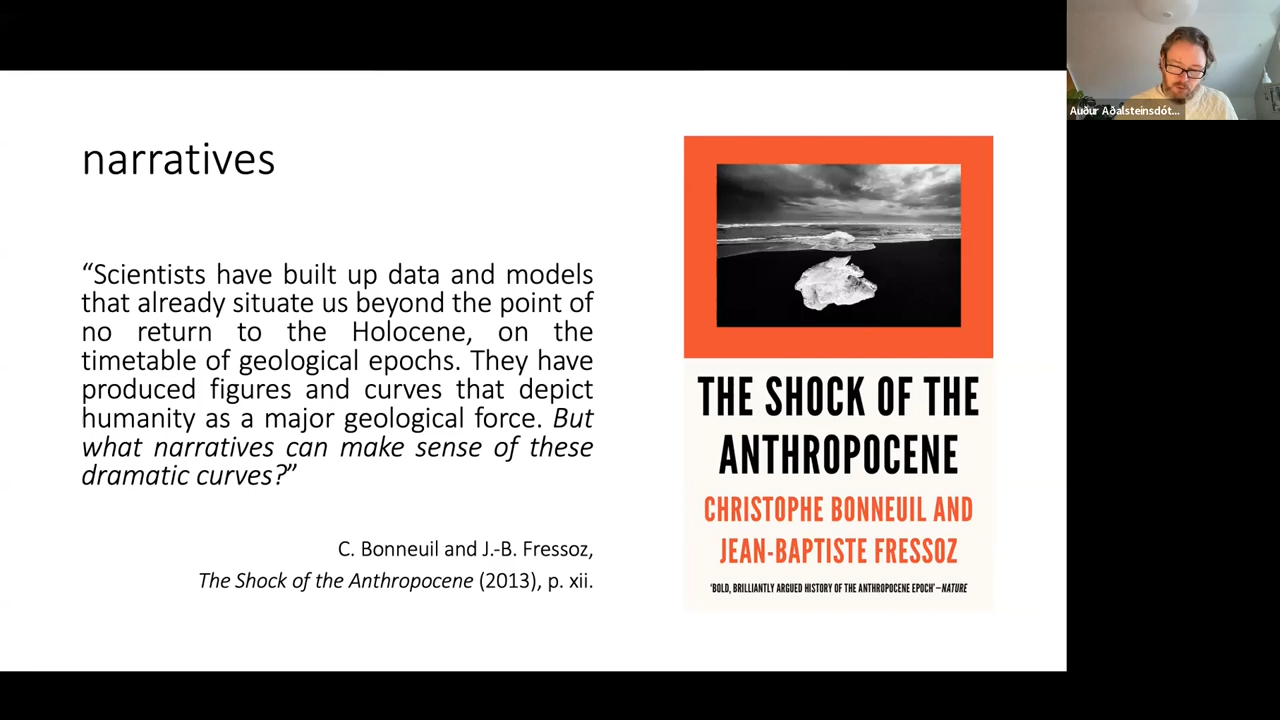 narratives
“Scientists have built up data and models
that already situate us beyond the point of
no return to the Holocene, on the
timetable of geological epochs. They have
produced figures and curves that depict
humanity as a major geological force. But
what narratives can make sense of these
dramatic curves?”
C. Bonneuil and J.-B. Fressoz,
The Shock of the Anthropocene (2013), p. xii.
THE SHOCK OF THE
ANTHROPOCENE
CHRISTOPHE BONNEUIL AND
JEAN-BAPTISTE FRESSOZ
‘BOLD, BRILLIANTLY ARGUED HISTORY OF THE ANTHROPOCENE EPOCH’ —NATURE
Auður Aðalsteinsdót...